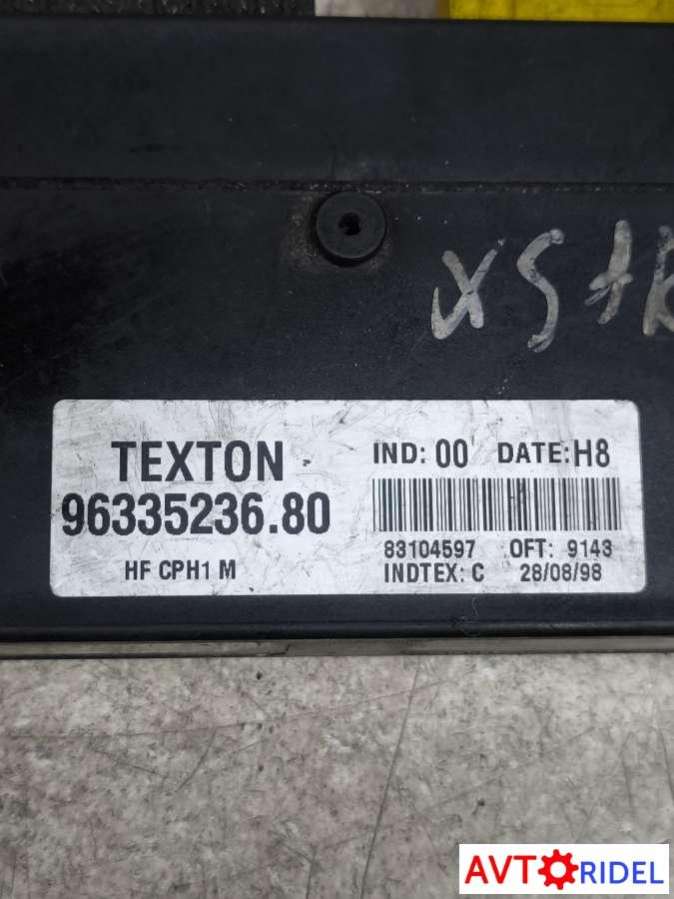 TEXTON
96335236.80
HF CPH1 M
IND: 00 DATE: H8
83104597 OFT: 9143
INDTEX: C 28/08/98
AVTORIDEL